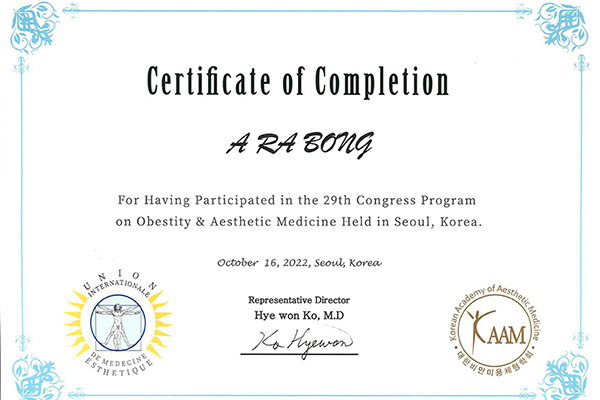 Certificate of Completion
A RA BONG
For Having Participated in the 29th Congress Program
on Obestity & Aesthetic Medicine Held in Seoul, Korea.
October 16, 2022, Seoul, Korea
Representative Director
Hye won Ko, M.D
Ko Hyewon
UNION
INTERNATIONALE
DE MEDECINE
ESTHETIQUE
Korean Academy of Aesthetic Medicine
KAAM
대한비만미용체형학회